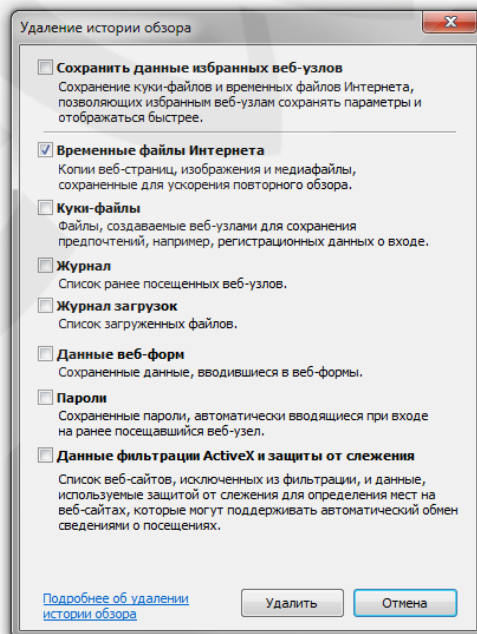 Удаление истории обзора
Сохранить данные избранных веб-узлов
Сохранение куки-файлов и временных файлов Интернета,
позволяющих избранным веб-узлам сохранять параметры и
отображаться быстрее.
Временные файлы Интернета
Копии веб-страниц, изображения и медиафайлы,
сохраненные для ускорения повторного обзора.
Куки-файлы
Файлы, создаваемые веб-узлами для сохранения
предпочтений, например, регистрационных данных о входе.
Журнал
Список ранее посещенных веб-узлов.
Журнал загрузок
Список загруженных файлов.
Данные веб-форм
Сохраненные данные, вводившиеся в веб-формы.
Пароли
Сохраненные пароли, автоматически вводящиеся при входе
на ранее посещавшийся веб-узел.
Данные фильтрации ActiveX и защиты от слежения
Список веб-сайтов, исключенных из фильтрации, и данные,
используемые защитой от слежения для определения мест на
веб-сайтах, которые могут поддерживать автоматический обмен
сведениями о посещениях.
Подробнее об удалении
истории обзора
Удалить
Отмена